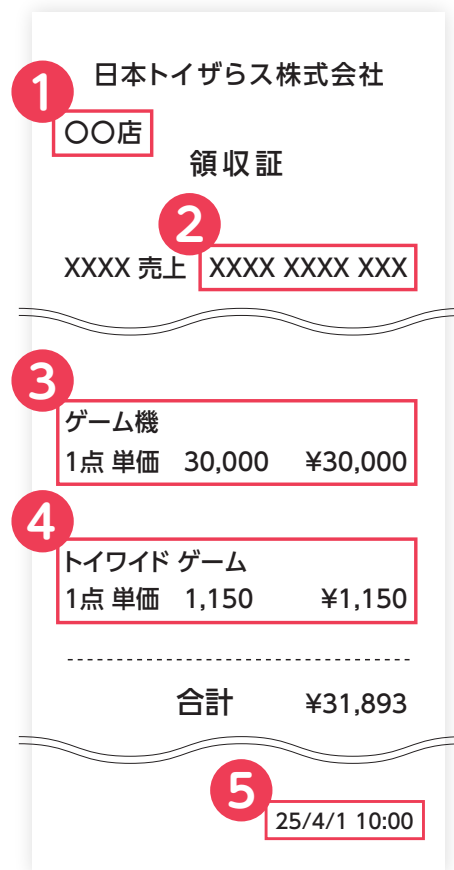 日本トイザらス株式会社
1
〇〇店
領収証
2
XXXX 売上 XXXX XXXX XXX
3
ゲーム機
1点 単価 30,000 ¥30,000
4
トイワイド ゲーム
1点 単価 1,150 ¥1,150
合計 ¥31,893
5
25/4/1 10:00